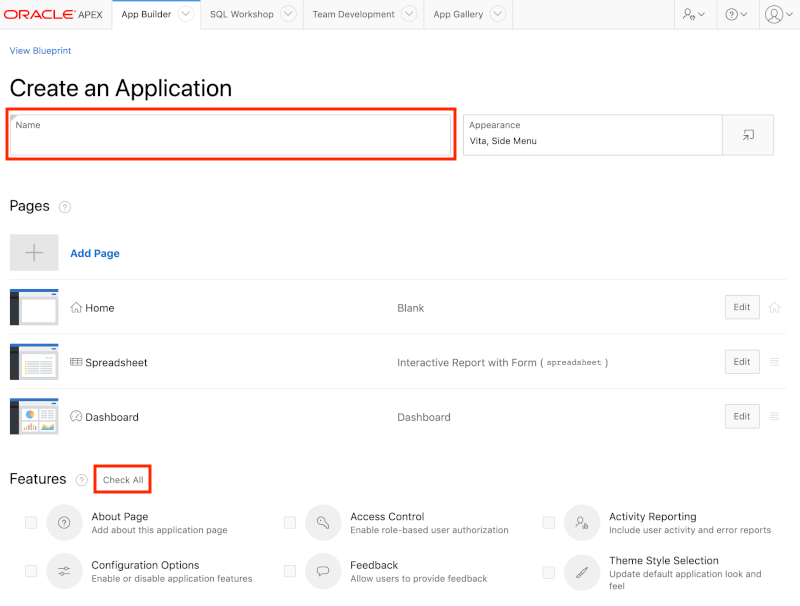 ORACLE APEX App Builder SQL Workshop Team Development App Gallery
View Blueprint
Create an Application
Name
Appearance
Vita, Side Menu
Pages ?
Add Page
Home Blank Edit
Spreadsheet Interactive Report with Form ( spreadsheet ) Edit
Dashboard Dashboard Edit
Features ? Check All
About Page
Add about this application page
Access Control
Enable role-based user authorization
Activity Reporting
Include user activity and error reports
Configuration Options
Enable or disable application features
Feedback
Allow users to provide feedback
Theme Style Selection
Update default application look and
feel